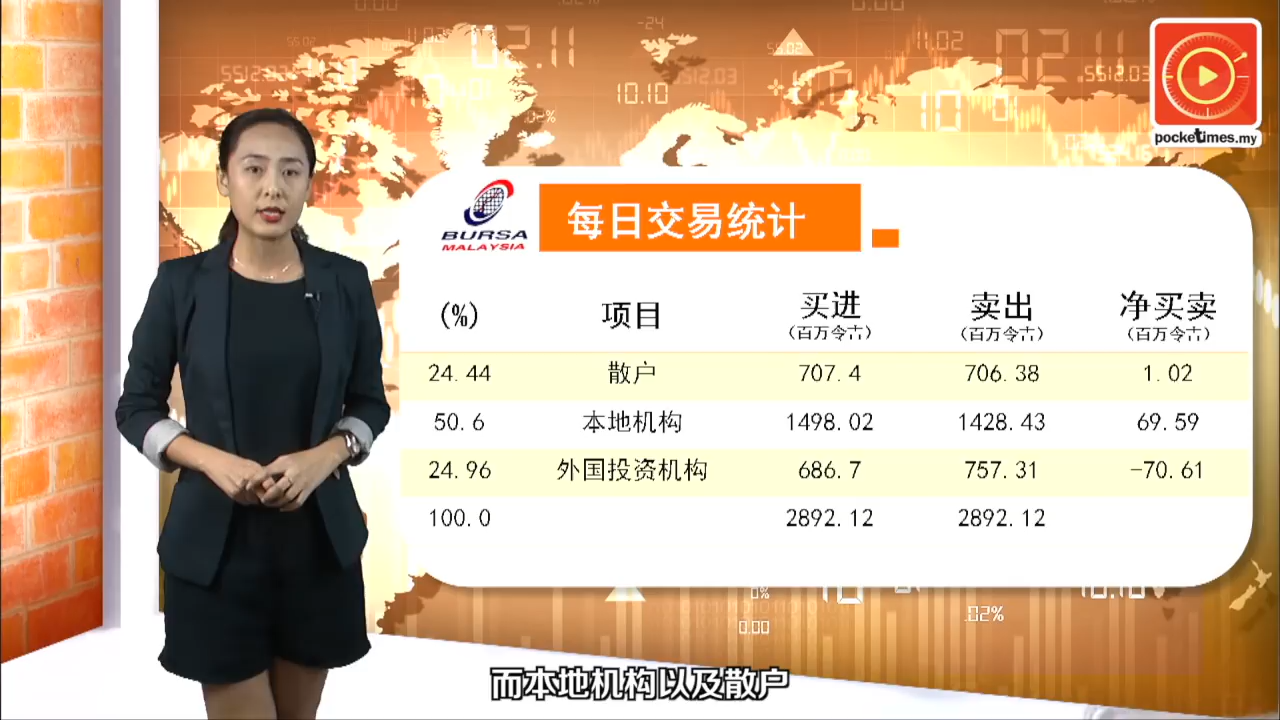 pocketimes.my
BURSA
MALAYSIA
每日交易统计
(%) 项目 买进 卖出 净买卖
(百万令吉) (百万令吉) (百万令吉)
24.44 散户 707.4 706.38 1.02
50.6 本地机构 1498.02 1428.43 69.59
24.96 外国投资机构 686.7 757.31 -70.61
100.0 2892.12 2892.12
而本地机构以及散户